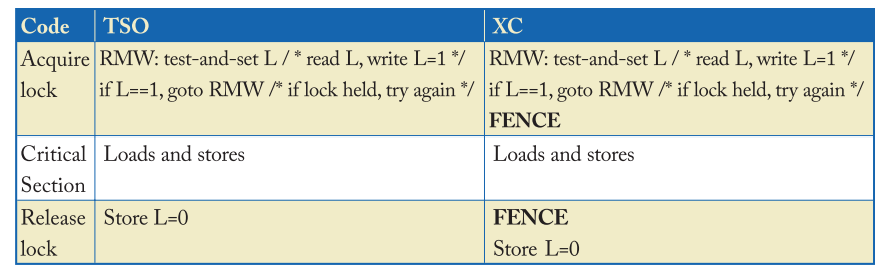 Code TSO XC
Acquire lock RMW: test-and-set L / * read L, write L=1 */ RMW: test-and-set L / * read L, write L=1 */
if L==1, goto RMW /* if lock held, try again */ if L==1, goto RMW /* if lock held, try again */
FENCE
Critical Section Loads and stores Loads and stores
Release lock Store L=0 FENCE
Store L=0